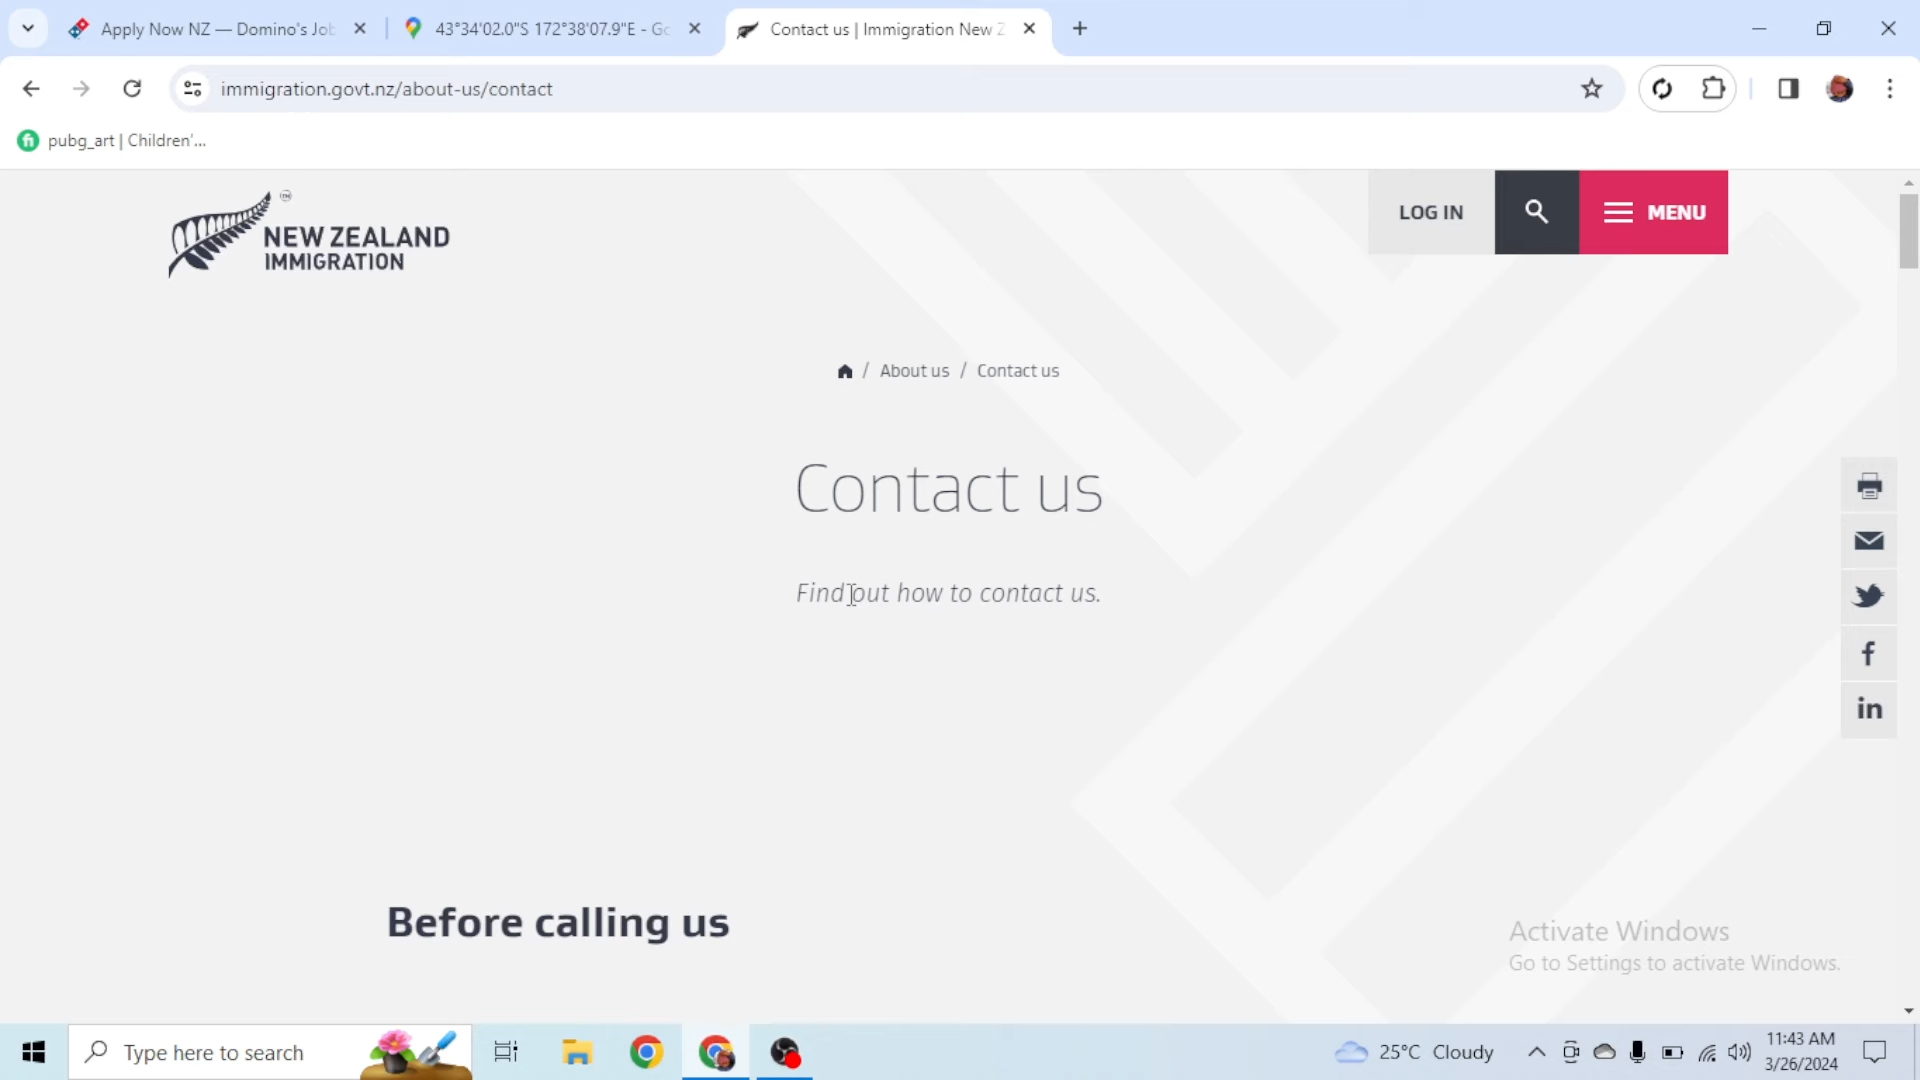 Apply Now NZ — Domino's Job
43°34'02.0"S 172°38'07.9"E - Go
Contact us | Immigration New Z
immigration.govt.nz/about-us/contact
pubg_art | Children'...
NEW ZEALAND
IMMIGRATION
TM
LOG IN
MENU
/ About us / Contact us
Contact us
Find out how to contact us.
Before calling us
Activate Windows
Go to Settings to activate Windows.
Type here to search
25°C Cloudy
11:43 AM
3/26/2024